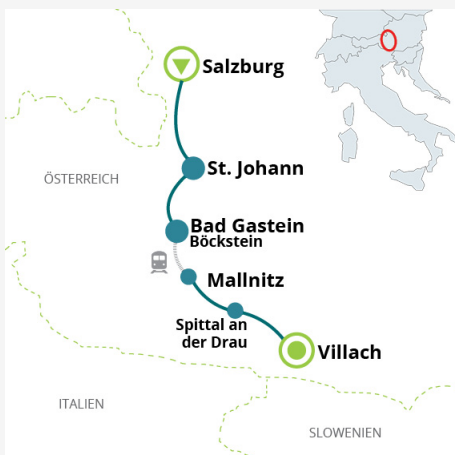 Salzburg
St. Johann
ÖSTERREICH
Bad Gastein
Böckstein
Mallnitz
Spittal an
der Drau
Villach
ITALIEN
SLOWENIEN